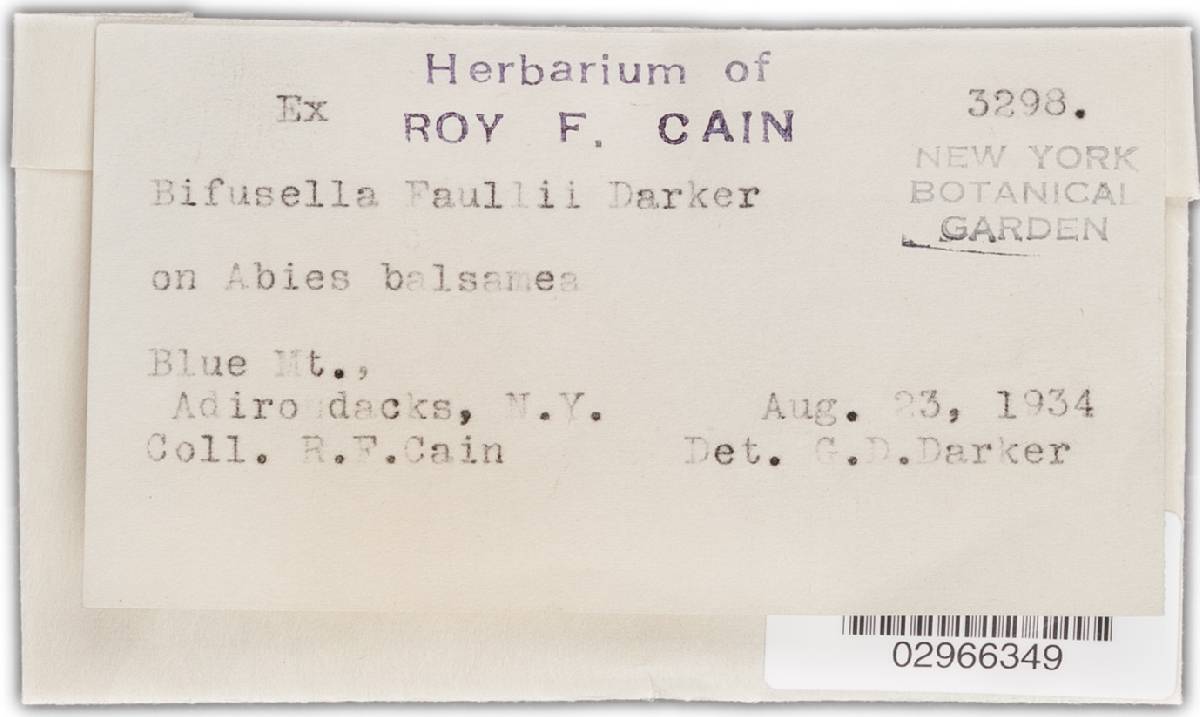 Herbarium of
Ex ROY F. CAIN 3298.
NEW YORK
BOTANICAL
GARDEN
Bifusella Faullii Darker
on Abies balsamea
Blue Mt.,
Adirondacks, N.Y. Aug. 23, 1934
Coll. R.F.Cain Det. G.D.Darker
02966349